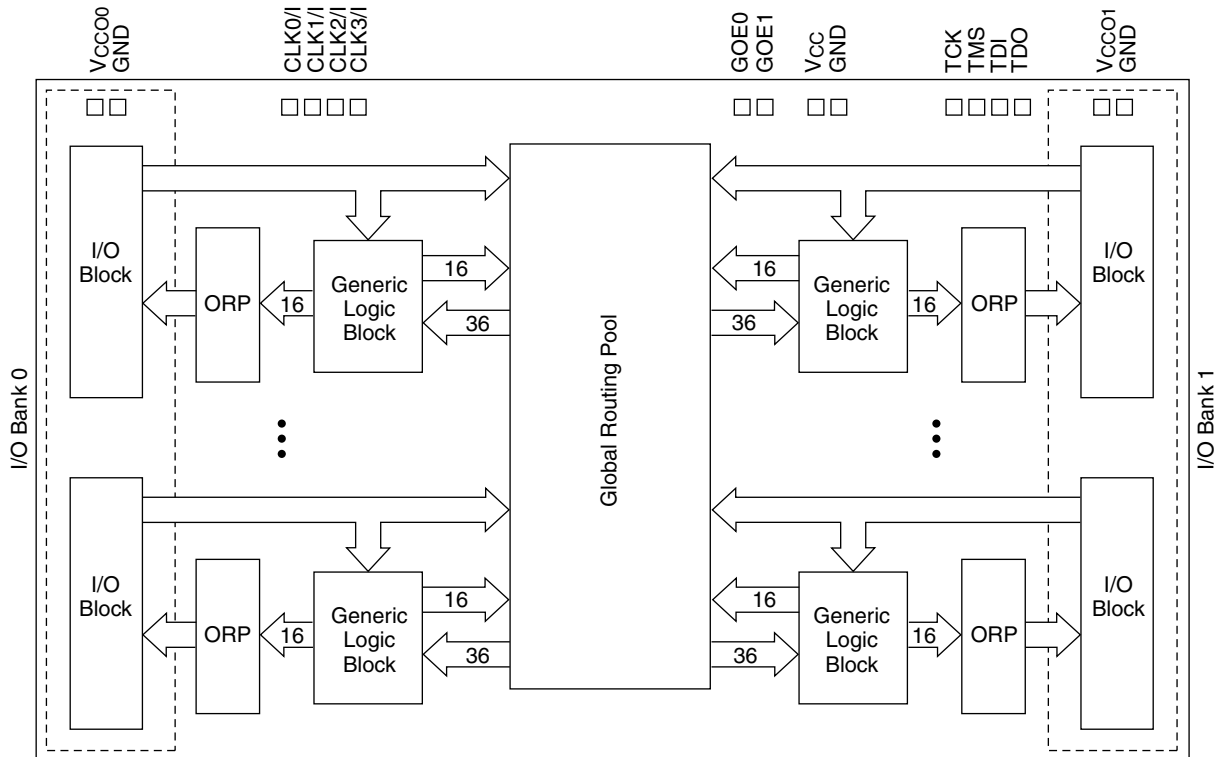 VCCO0
GND
CLK0/I
CLK1/I
CLK2/I
CLK3/I
GOE0
GOE1
VCC
GND
TCK
TMS
TDI
TDO
VCCO1
GND
I/O Bank 0
I/O
Block
ORP
16
Generic
Logic
Block
16
36
Global Routing Pool
16
36
Generic
Logic
Block
16
ORP
I/O
Block
I/O Bank 1
I/O
Block
ORP
16
Generic
Logic
Block
16
36
16
36
Generic
Logic
Block
16
ORP
I/O
Block